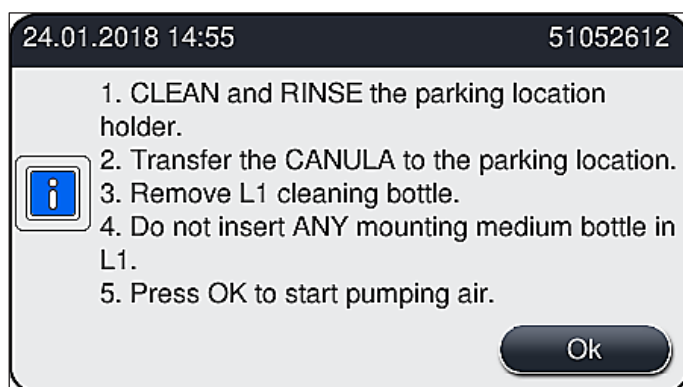 24.01.2018 14:55 51052612
1. CLEAN and RINSE the parking location
holder.
2. Transfer the CANULA to the parking location.
3. Remove L1 cleaning bottle.
4. Do not insert ANY mounting medium bottle in
L1.
5. Press OK to start pumping air.
Ok